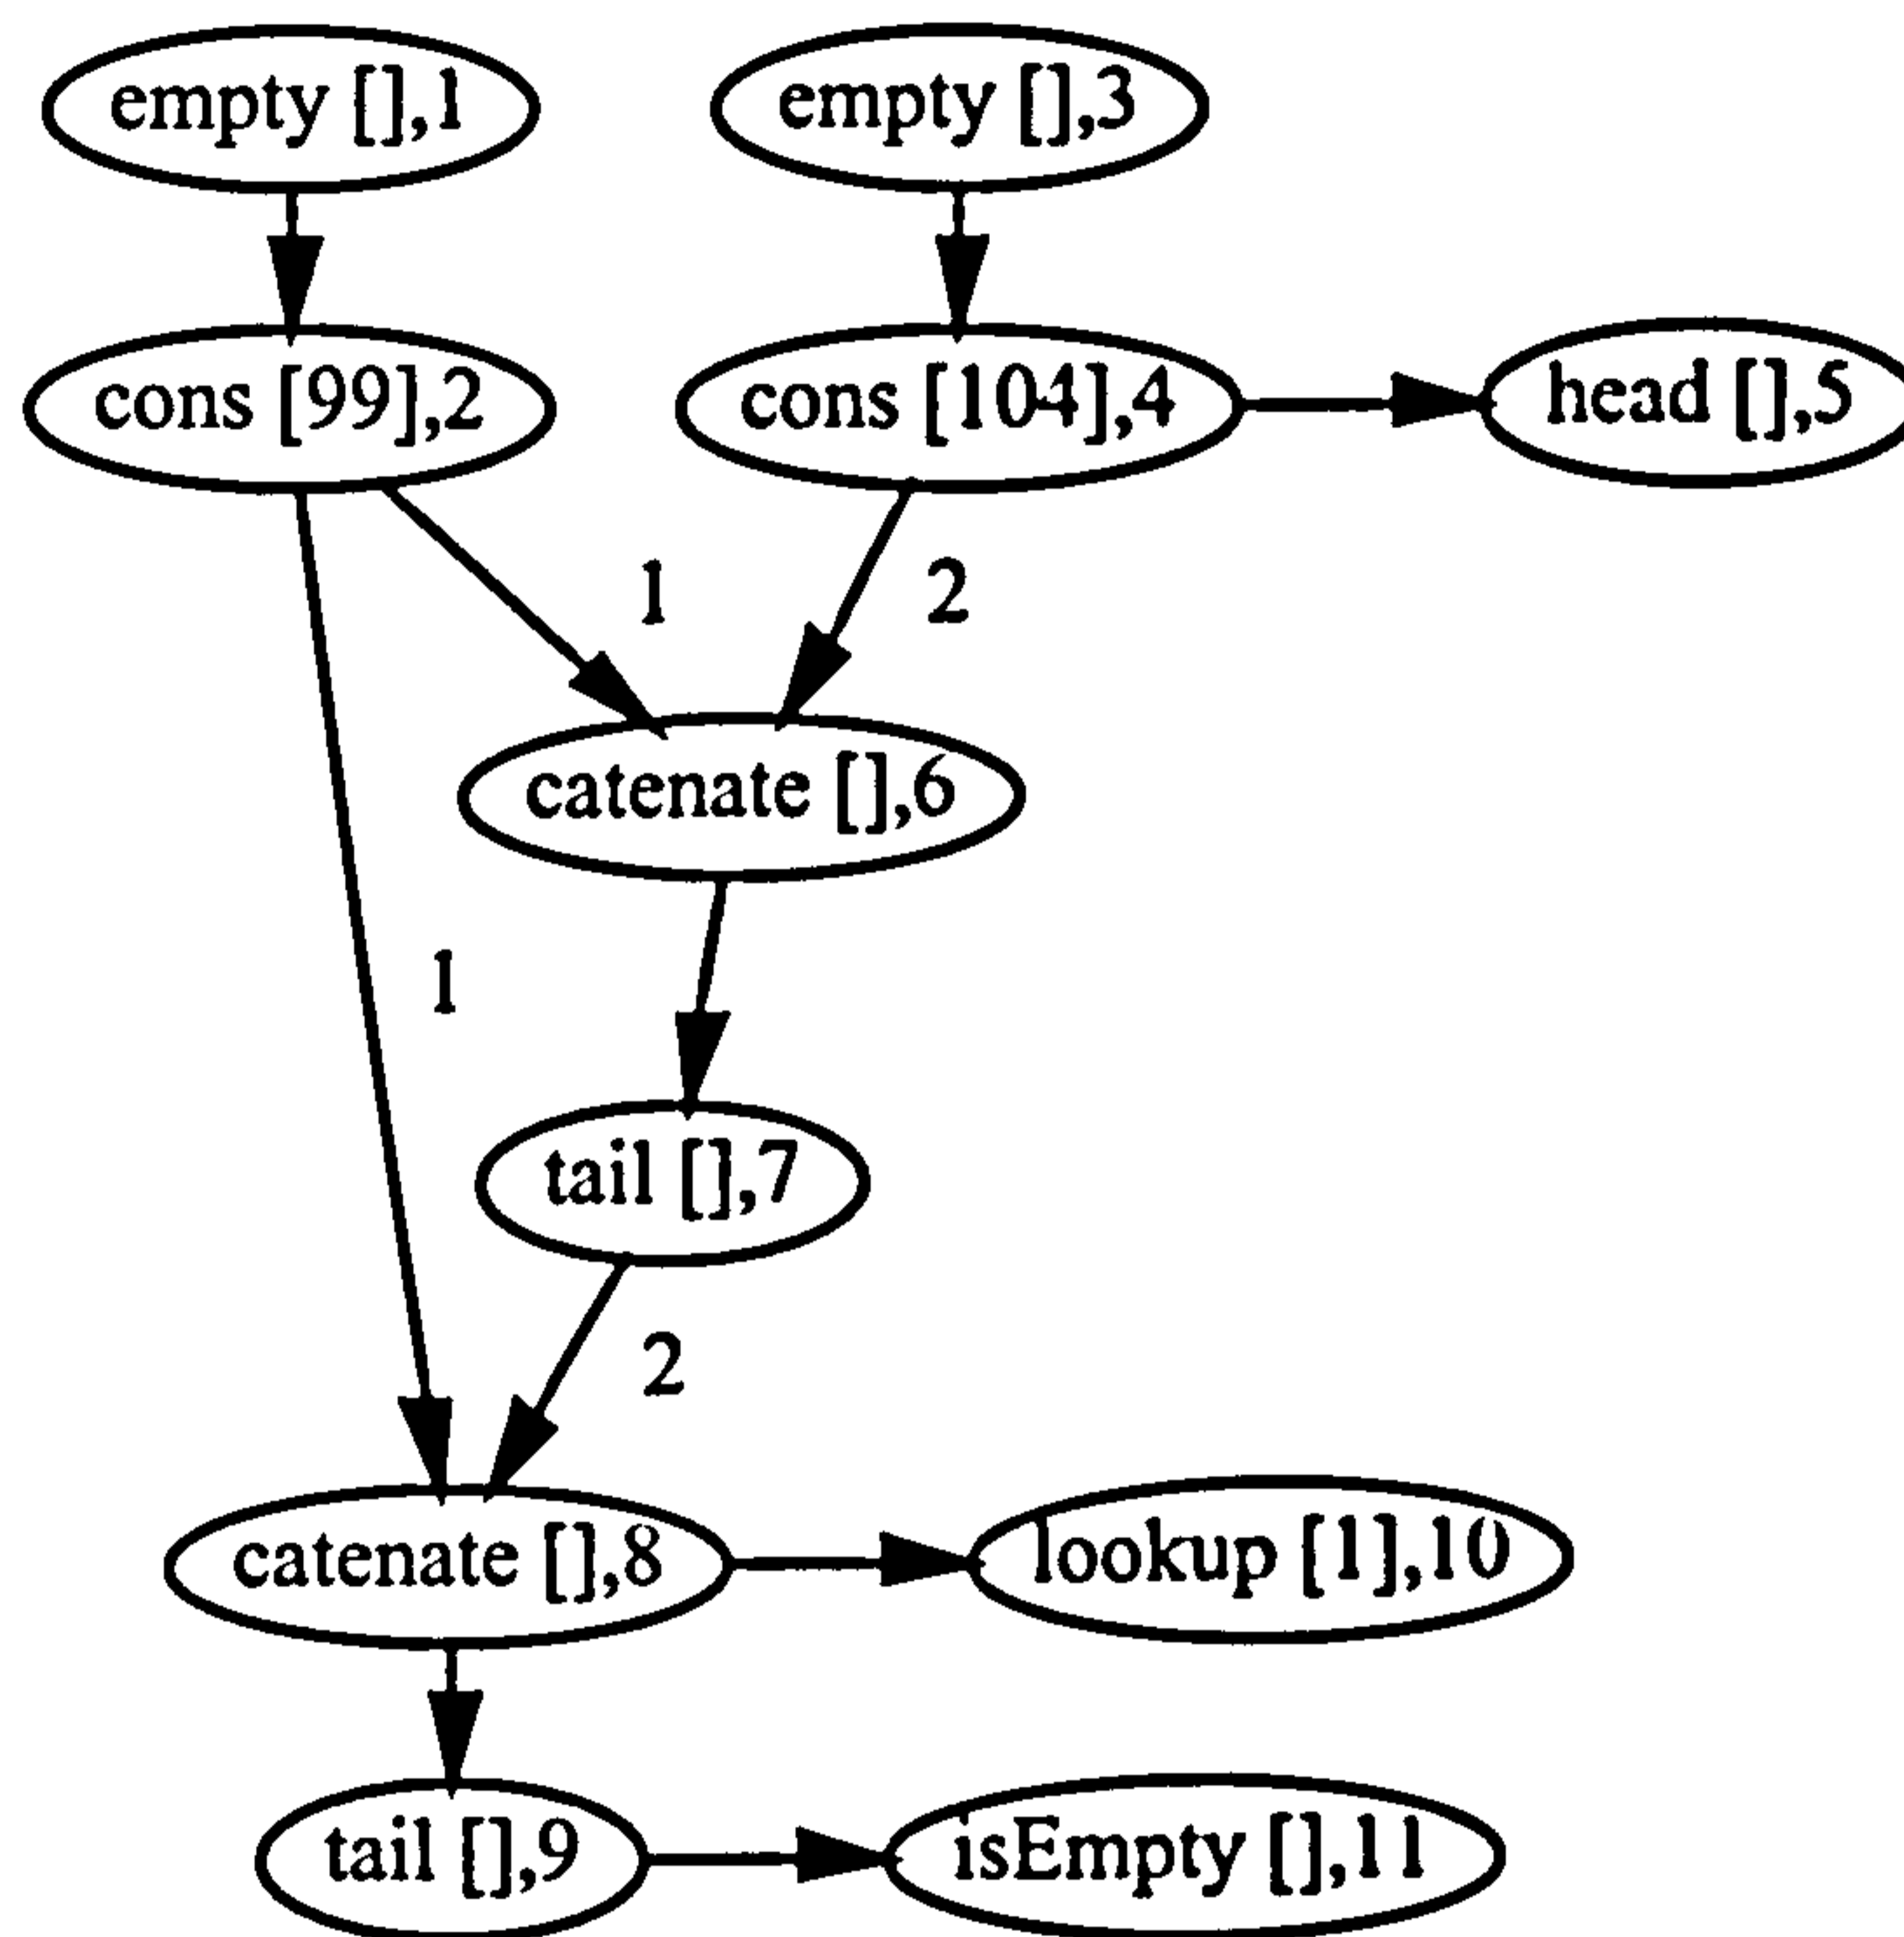 empty [],1
empty [],3
cons [99],2
cons [104],4
head [],5
1
2
catenate [],6
1
tail [],7
2
catenate [],8
lookup [1],10
tail [],9
isEmpty [],11